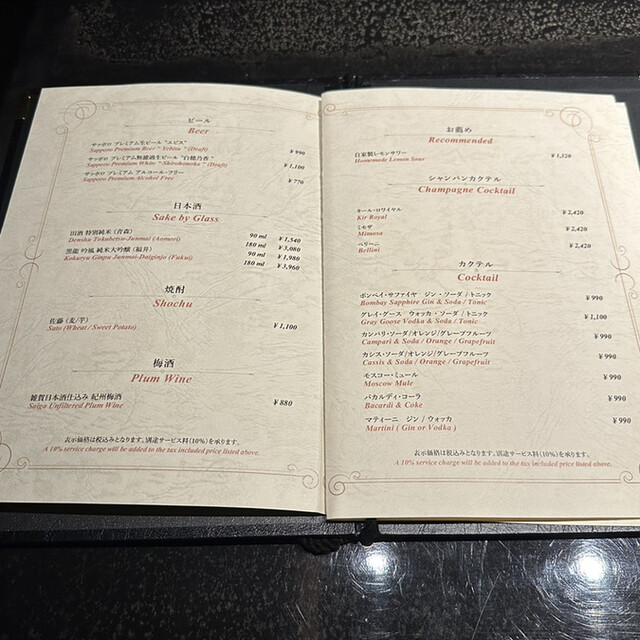 ビール
Beer
サッポロ プレミアム生ビール "ヱビス"
Sapporo Premium Beer " Yebisu " (Draft)
¥ 990
サッポロ プレミアム無濾過生ビール "白穂乃香"
Sapporo Premium White "Shirohonoka " (Draft)
¥ 1,100
サッポロ プレミアム アルコール・フリー
Sapporo Premium Alcohol Free
¥ 770
日本酒
Sake by Glass
田酒 特別純米 (青森) 90 ml ¥ 1,540
Denshu Tokubetsu-Junmai (Aomori) 180 ml ¥ 3,080
黒龍 吟風 純米大吟醸 (福井) 90 ml ¥ 1,980
Kokuryu Ginpu Junmai-Daiginjo (Fukui) 180 ml ¥ 3,960
焼酎
Shochu
佐藤 (麦/芋)
Sato (Wheat / Sweet Potato)
¥ 1,100
梅酒
Plum Wine
雑賀日本酒仕込み 紀州梅酒
Saiga Unfiltered Plum Wine
¥ 880
表示価格は税込みとなります。別途サービス料(10%)を承ります。
A 10% service charge will be added to the tax included price listed above.
お薦め
Recommended
自家製レモンサワー
Homemade Lemon Sour
¥ 1,320
シャンパンカクテル
Champagne Cocktail
キール・ロワイヤル
Kir Royal
¥ 2,420
ミモザ
Mimosa
¥ 2,420
ベリーニ
Bellini
¥ 2,420
カクテル
Cocktail
ボンベイ・サファイヤ ジン・ソーダ / トニック
Bombay Sapphire Gin & Soda / Tonic
¥ 990
グレイ・グース ウォッカ・ソーダ / トニック
Gray Goose Vodka & Soda / Tonic
¥ 1,100
カンパリ・ソーダ/オレンジ/グレープフルーツ
Campari & Soda / Orange / Grapefruit
¥ 990
カシス・ソーダ/オレンジ/グレープフルーツ
Cassis & Soda / Orange / Grapefruit
¥ 990
モスコー・ミュール
Moscow Mule
¥ 990
バカルディ・コーラ
Bacardi & Coke
¥ 990
マティーニ ジン / ウォッカ
Martini ( Gin or Vodka )
¥ 990
表示価格は税込みとなります。別途サービス料(10%)を承ります。
A 10% service charge will be added to the tax included price listed above.